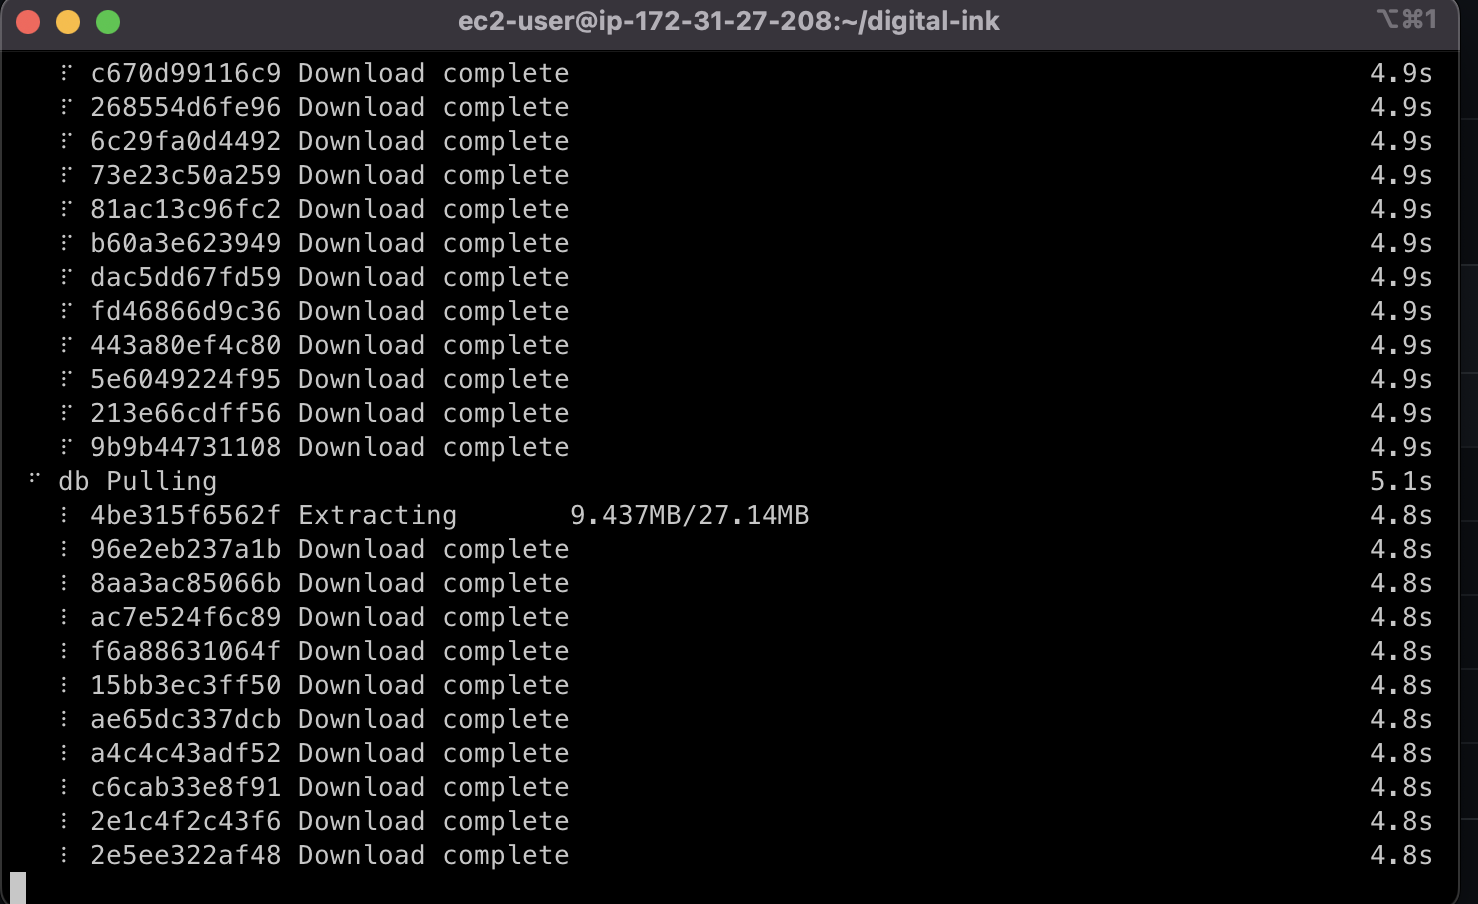 ec2-user@ip-172-31-27-208:~/digital-ink ⌥⌘1
⠏ c670d99116c9 Download complete 4.9s
⠏ 268554d6fe96 Download complete 4.9s
⠏ 6c29fa0d4492 Download complete 4.9s
⠏ 73e23c50a259 Download complete 4.9s
⠏ 81ac13c96fc2 Download complete 4.9s
⠏ b60a3e623949 Download complete 4.9s
⠏ dac5dd67fd59 Download complete 4.9s
⠏ fd46866d9c36 Download complete 4.9s
⠏ 443a80ef4c80 Download complete 4.9s
⠏ 5e6049224f95 Download complete 4.9s
⠏ 213e66cdff56 Download complete 4.9s
⠏ 9b9b44731108 Download complete 4.9s
⠋ db Pulling 5.1s
⠇ 4be315f6562f Extracting 9.437MB/27.14MB 4.8s
⠇ 96e2eb237a1b Download complete 4.8s
⠇ 8aa3ac85066b Download complete 4.8s
⠇ ac7e524f6c89 Download complete 4.8s
⠇ f6a88631064f Download complete 4.8s
⠇ 15bb3ec3ff50 Download complete 4.8s
⠇ ae65dc337dcb Download complete 4.8s
⠇ a4c4c43adf52 Download complete 4.8s
⠇ c6cab33e8f91 Download complete 4.8s
⠇ 2e1c4f2c43f6 Download complete 4.8s
⠇ 2e5ee322af48 Download complete 4.8s